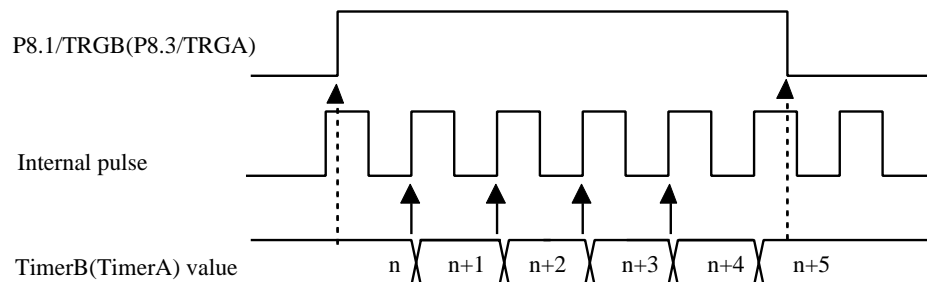 P8.1/TRGB(P8.3/TRGA)
Internal pulse
TimerB(TimerA) value n n+1 n+2 n+3 n+4 n+5